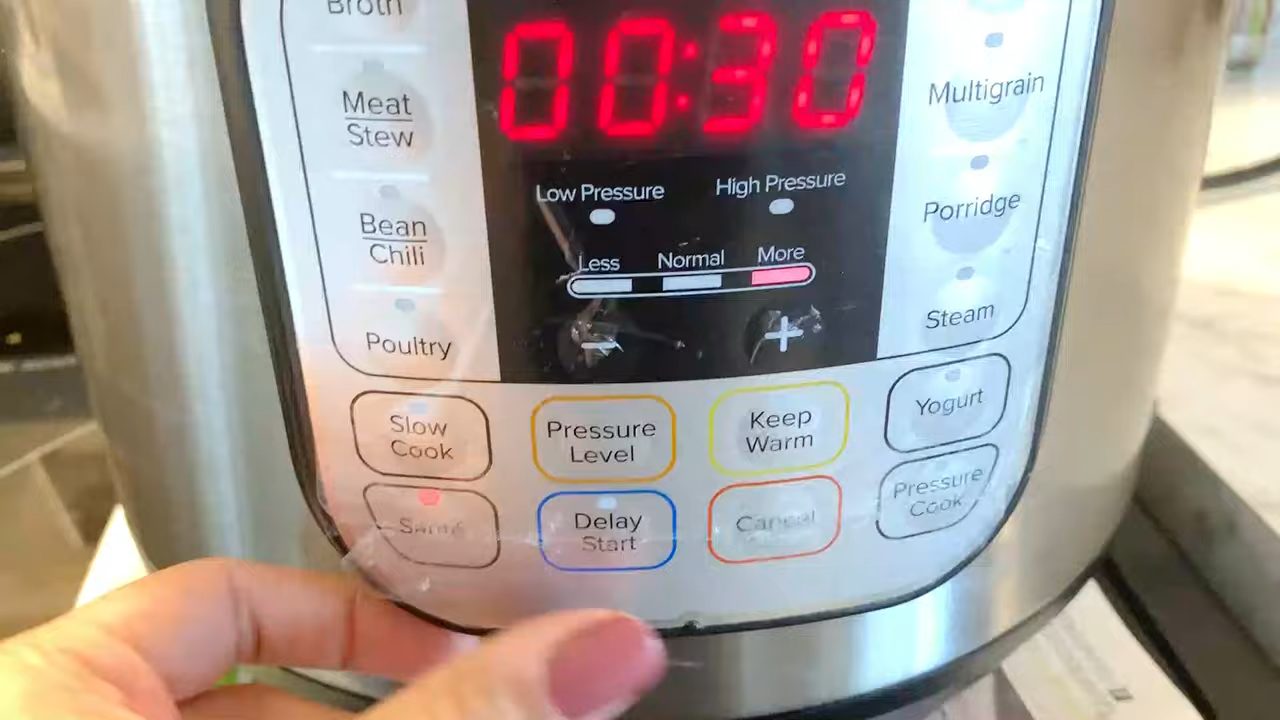 Broth
00:30
Multigrain
Meat
Stew
Low Pressure
High Pressure
Porridge
Bean
Chili
Less
Normal
More
Steam
Poultry
−
+
Slow
Cook
Pressure
Level
Keep
Warm
Yogurt
Sauté
Delay
Start
Cancel
Pressure
Cook